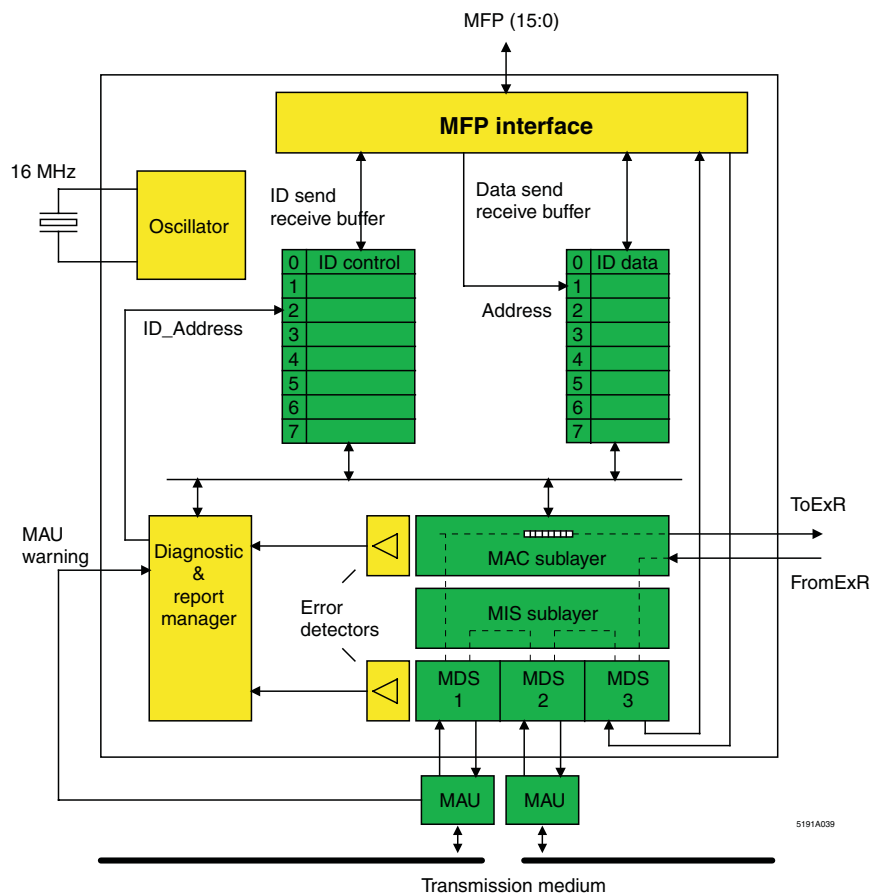 MFP (15:0)
MFP interface
16 MHz
Oscillator
ID send
receive buffer
Data send
receive buffer
0 ID control
1
2
3
4
5
6
7
0 ID data
1
2
3
4
5
6
7
ID_Address
Address
MAU
warning
Diagnostic
&
report
manager
Error
detectors
MAC sublayer
ToExR
FromExR
MIS sublayer
MDS
1
MDS
2
MDS
3
MAU
MAU
5191A039
Transmission medium